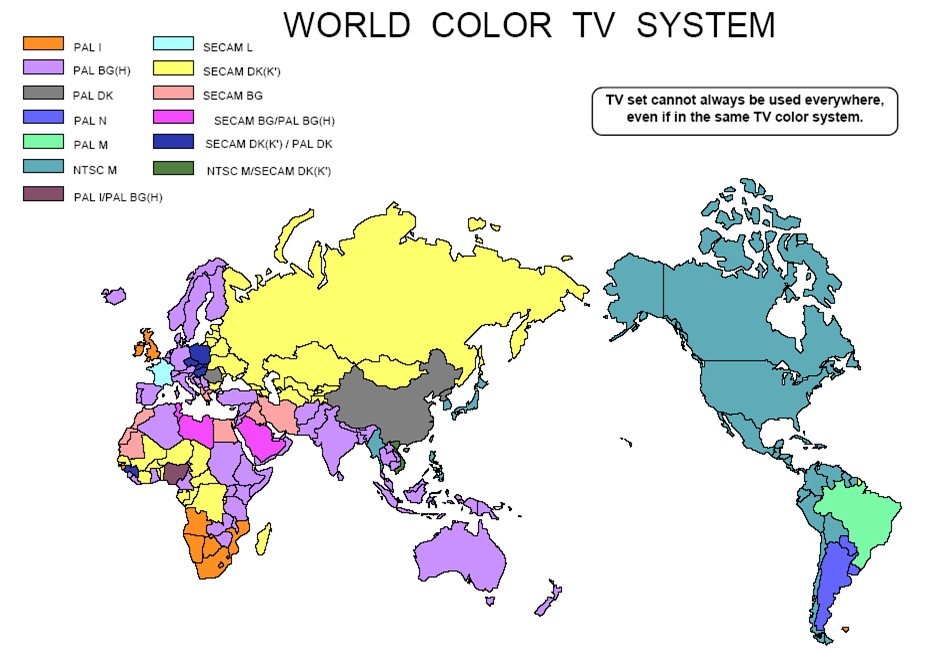 WORLD COLOR TV SYSTEM
PAL I
PAL BG(H)
PAL DK
PAL N
PAL M
NTSC M
PAL I/PAL BG(H)
SECAM L
SECAM DK(K')
SECAM BG
SECAM BG/PAL BG(H)
SECAM DK(K') / PAL DK
NTSC M/SECAM DK(K')
TV set cannot always be used everywhere,
even if in the same TV color system.